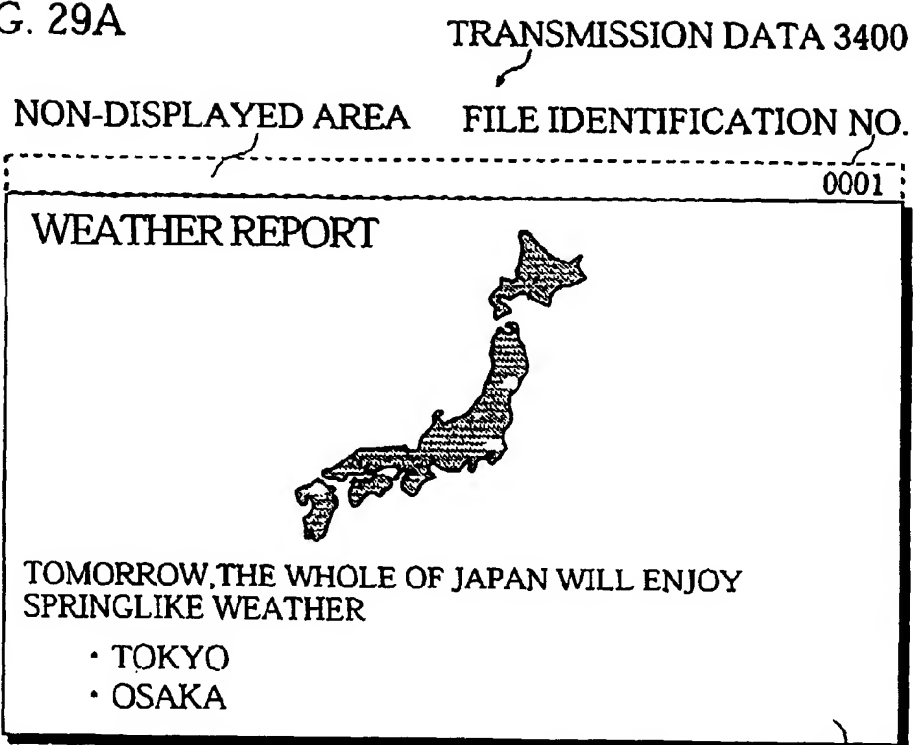 G. 29A
TRANSMISSION DATA 3400
NON-DISPLAYED AREA
FILE IDENTIFICATION NO.
0001
WEATHER REPORT
TOMORROW,THE WHOLE OF JAPAN WILL ENJOY
SPRINGLIKE WEATHER
· TOKYO
· OSAKA